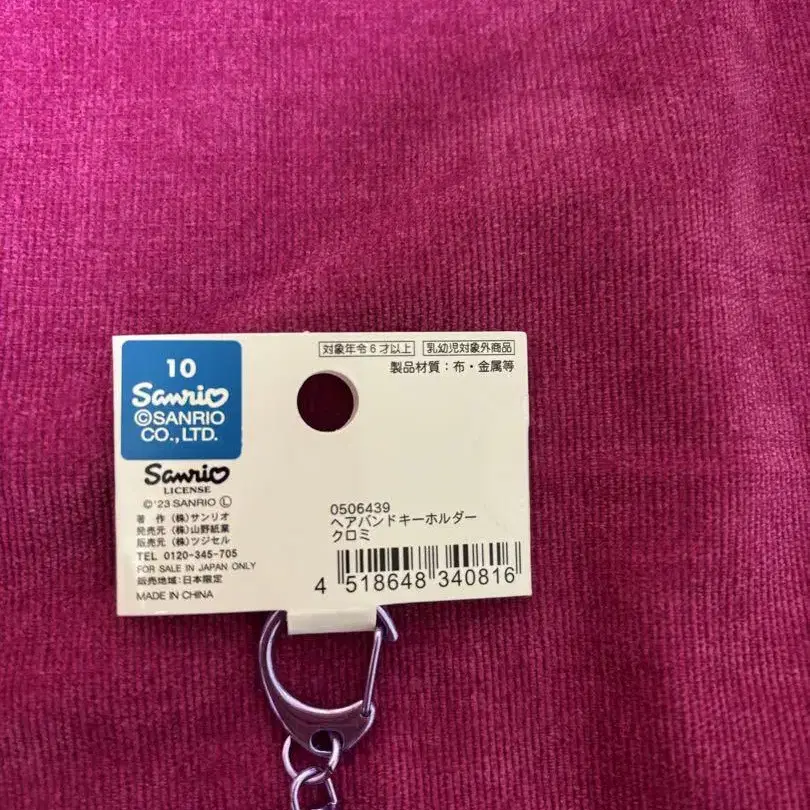 10
Sanrio
©SANRIO
CO.,LTD.
Sanrio
LICENSE
©'23 SANRIO Ⓛ
著 作 (株)サンリオ
発売元 (株)山野紙業
販売元 (株)ツジセル
TEL 0120-345-705
FOR SALE IN JAPAN ONLY
販売地域:日本限定
MADE IN CHINA
対象年令6才以上 乳幼児対象外商品
製品材質:布・金属等
0506439
ヘアバンドキーホルダー
クロミ
4 518648 340816